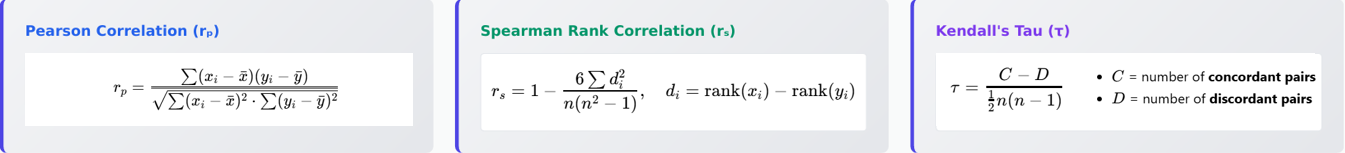 Pearson Correlation (rₚ)
r_p = \frac{\sum(x_i - \bar{x})(y_i - \bar{y})}{\sqrt{\sum(x_i - \bar{x})^2 \cdot \sum(y_i - \bar{y})^2}}
Spearman Rank Correlation (rₛ)
r_s = 1 - \frac{6 \sum d_i^2}{n(n^2 - 1)}, \quad d_i = \text{rank}(x_i) - \text{rank}(y_i)
Kendall's Tau (τ)
\tau = \frac{C - D}{\frac{1}{2}n(n - 1)}
• C = number of concordant pairs
• D = number of discordant pairs